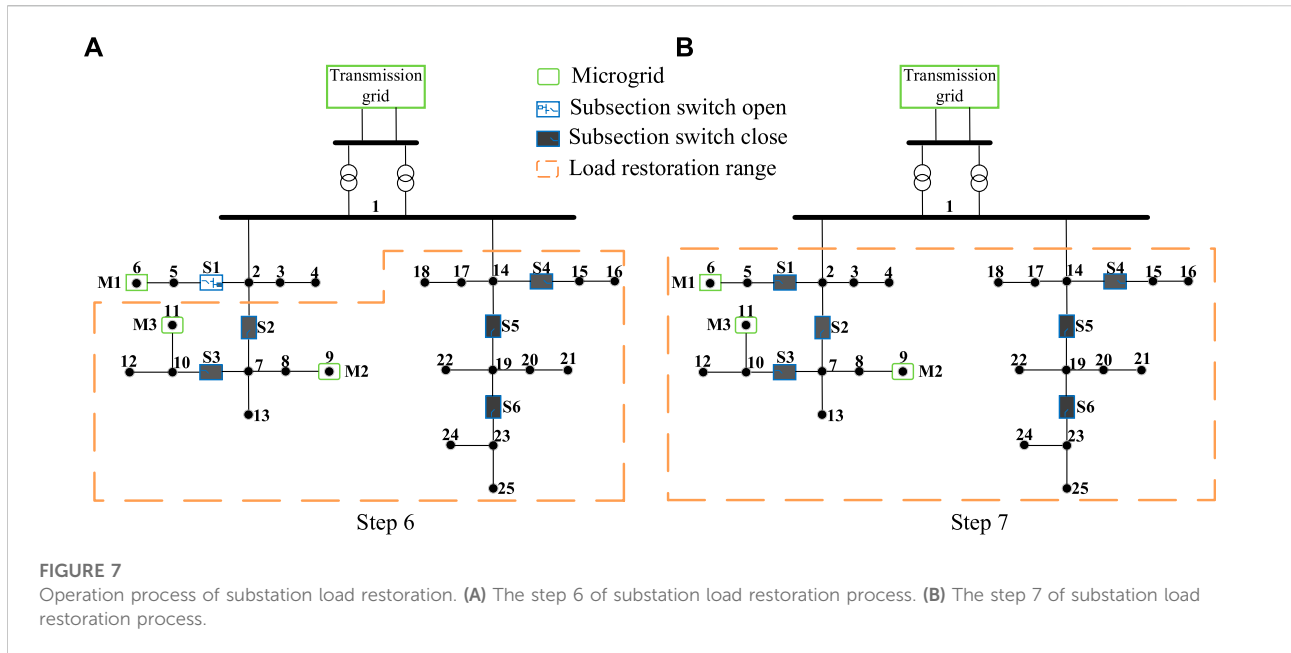 A
B
Transmission
grid
Microgrid
Subsection switch open
Subsection switch close
Load restoration range
Transmission
grid
1
1
6
5
S1
2
3
4
18
17
14
S4
15
16
M1
M3
11
S2
S5
12
10
S3
7
8
9
M2
22
19
20
21
13
S6
24
23
25
6
5
S1
2
3
4
18
17
14
S4
15
16
M1
M3
11
S2
S5
12
10
S3
7
8
9
M2
22
19
20
21
13
S6
24
23
25
Step 6
Step 7
FIGURE 7
Operation process of substation load restoration. (A) The step 6 of substation load restoration process. (B) The step 7 of substation load
restoration process.